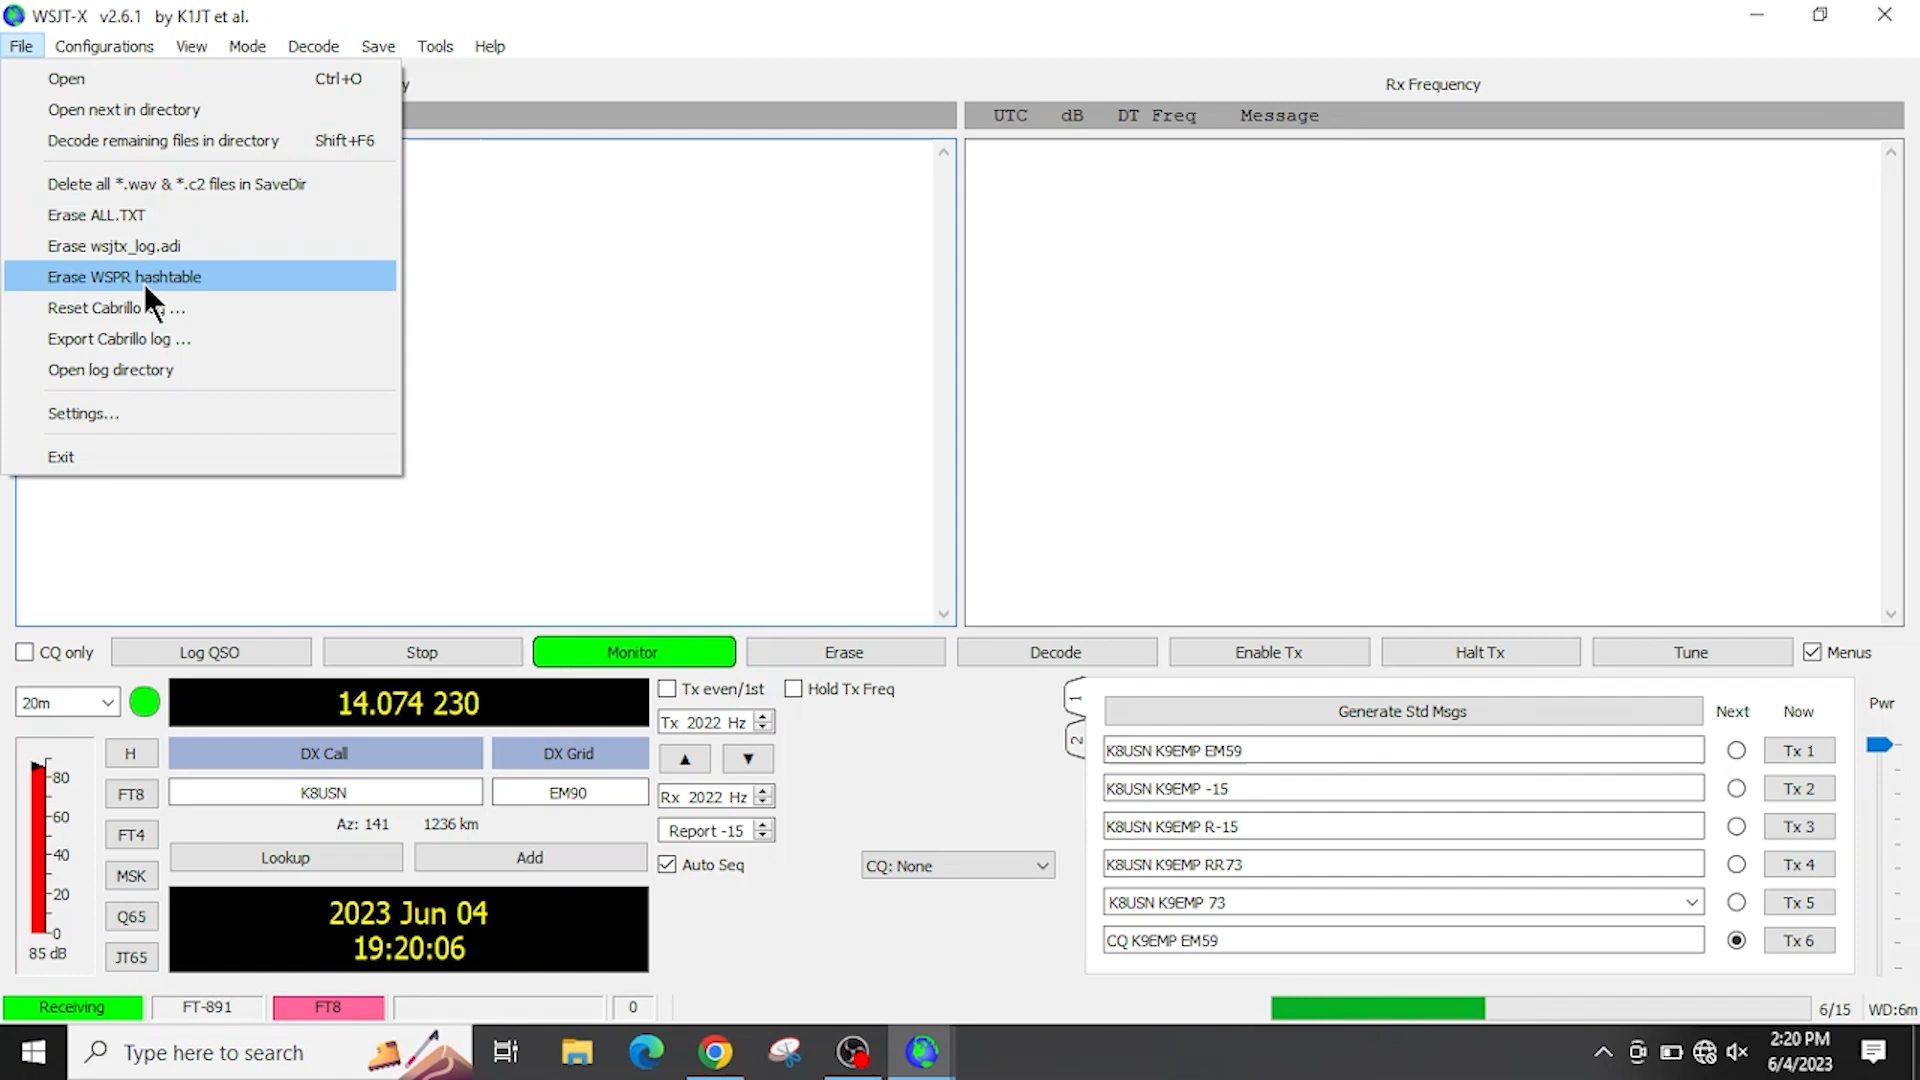 WSJT-X v2.6.1 by K1JT et al.
File Configurations View Mode Decode Save Tools Help
Open Ctrl+O
Open next in directory
Decode remaining files in directory Shift+F6
Delete all *.wav & *.c2 files in SaveDir
Erase ALL.TXT
Erase wsjtx_log.adi
Erase WSPR hashtable
Reset Cabrillo ...
Export Cabrillo log ...
Open log directory
Settings...
Exit
Rx Frequency
UTC dB DT Freq Message
CQ only Log QSO Stop Monitor Erase Decode Enable Tx Halt Tx Tune Menus
20m
14.074 230
Tx even/1st Hold Tx Freq
Tx 2022 Hz
H
DX Call DX Grid
K8USN EM90
Rx 2022 Hz
Az: 141 1236 km
Report -15
Lookup Add
Auto Seq
CQ: None
FT8
FT4
MSK
Q65
JT65
80
60
40
20
0
85 dB
2023 Jun 04
19:20:06
1
2
Generate Std Msgs Next Now Pwr
K8USN K9EMP EM59 Tx 1
K8USN K9EMP -15 Tx 2
K8USN K9EMP R-15 Tx 3
K8USN K9EMP RR73 Tx 4
K8USN K9EMP 73 Tx 5
CQ K9EMP EM59 Tx 6
Receiving FT-891 FT8 0 6/15 WD:6m
Type here to search
2:20 PM
6/4/2023